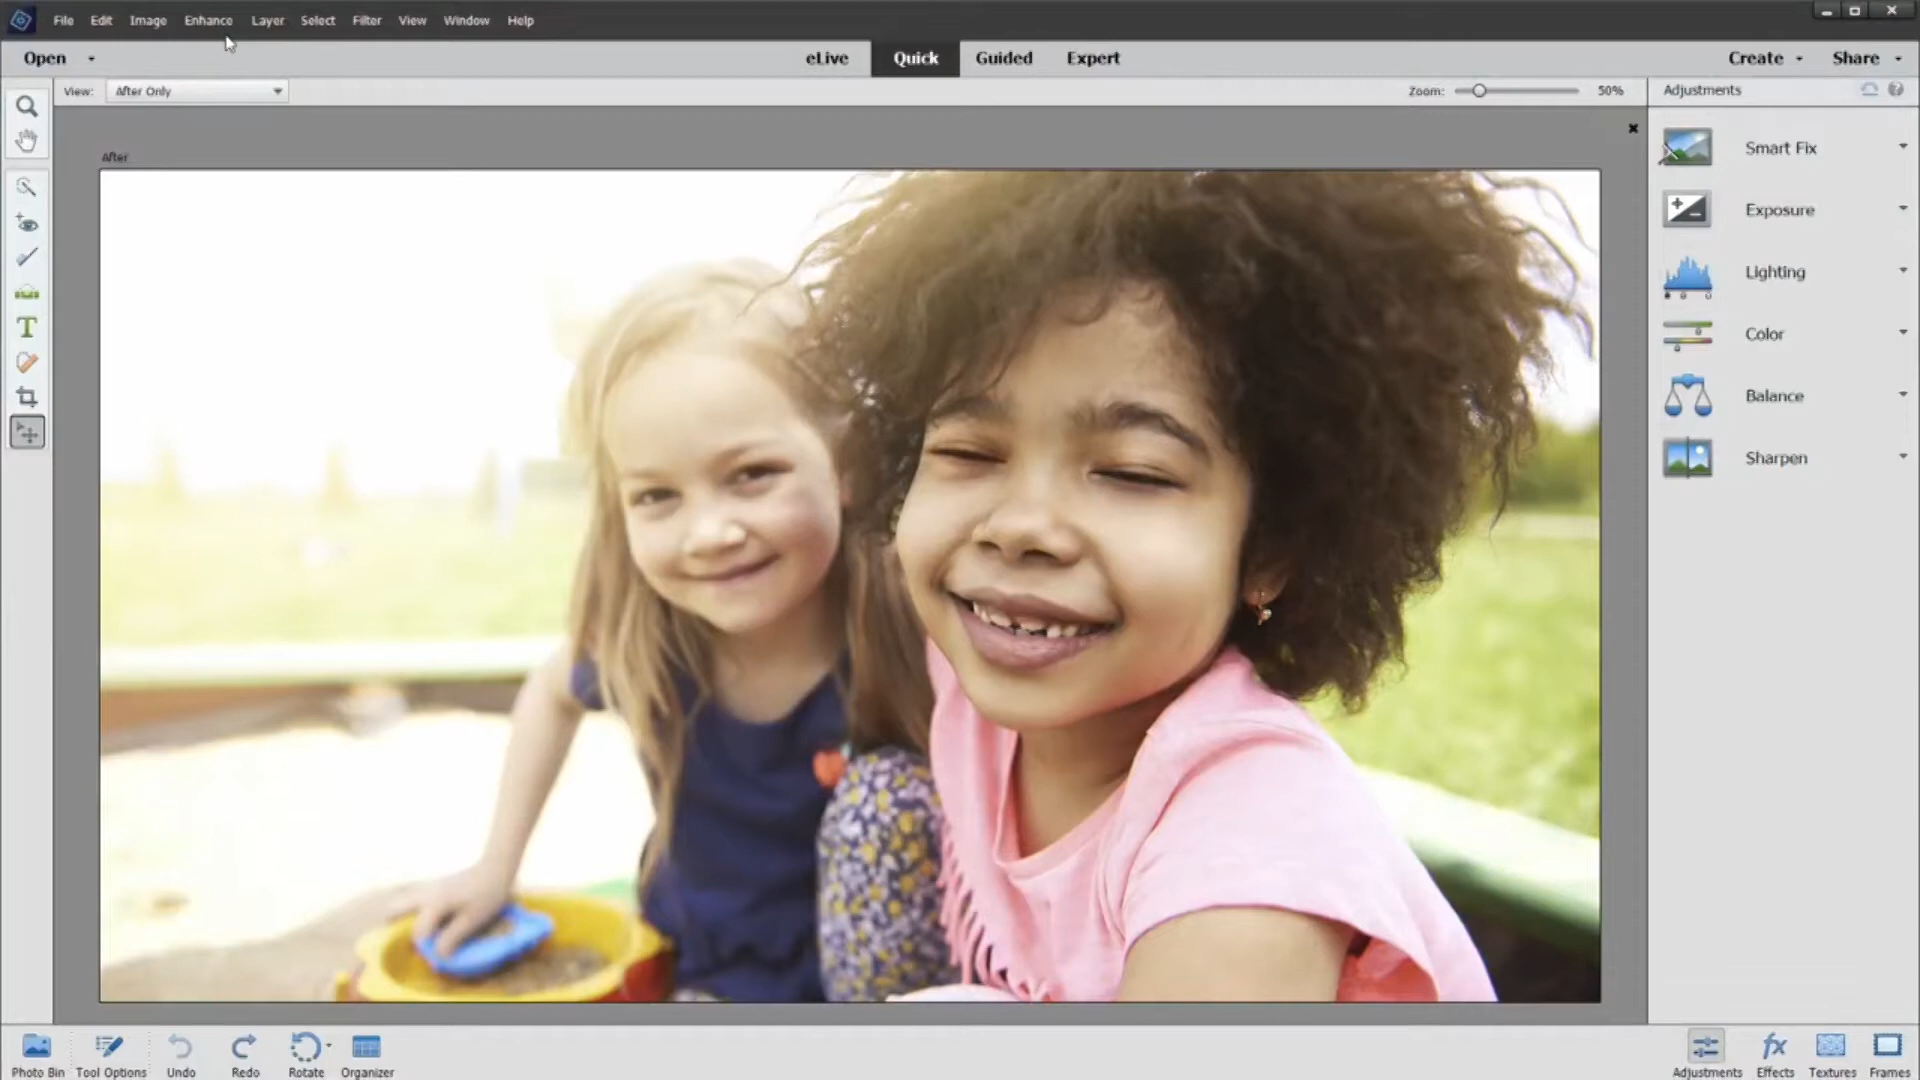 File Edit Image Enhance Layer Select Filter View Window Help
Open eLive Quick Guided Expert Create Share
View: After Only Zoom: 50% Adjustments
After
Smart Fix
Exposure
Lighting
Color
Balance
Sharpen
T
Photo Bin Tool Options Undo Redo Rotate Organizer Adjustments fx Effects Textures Frames